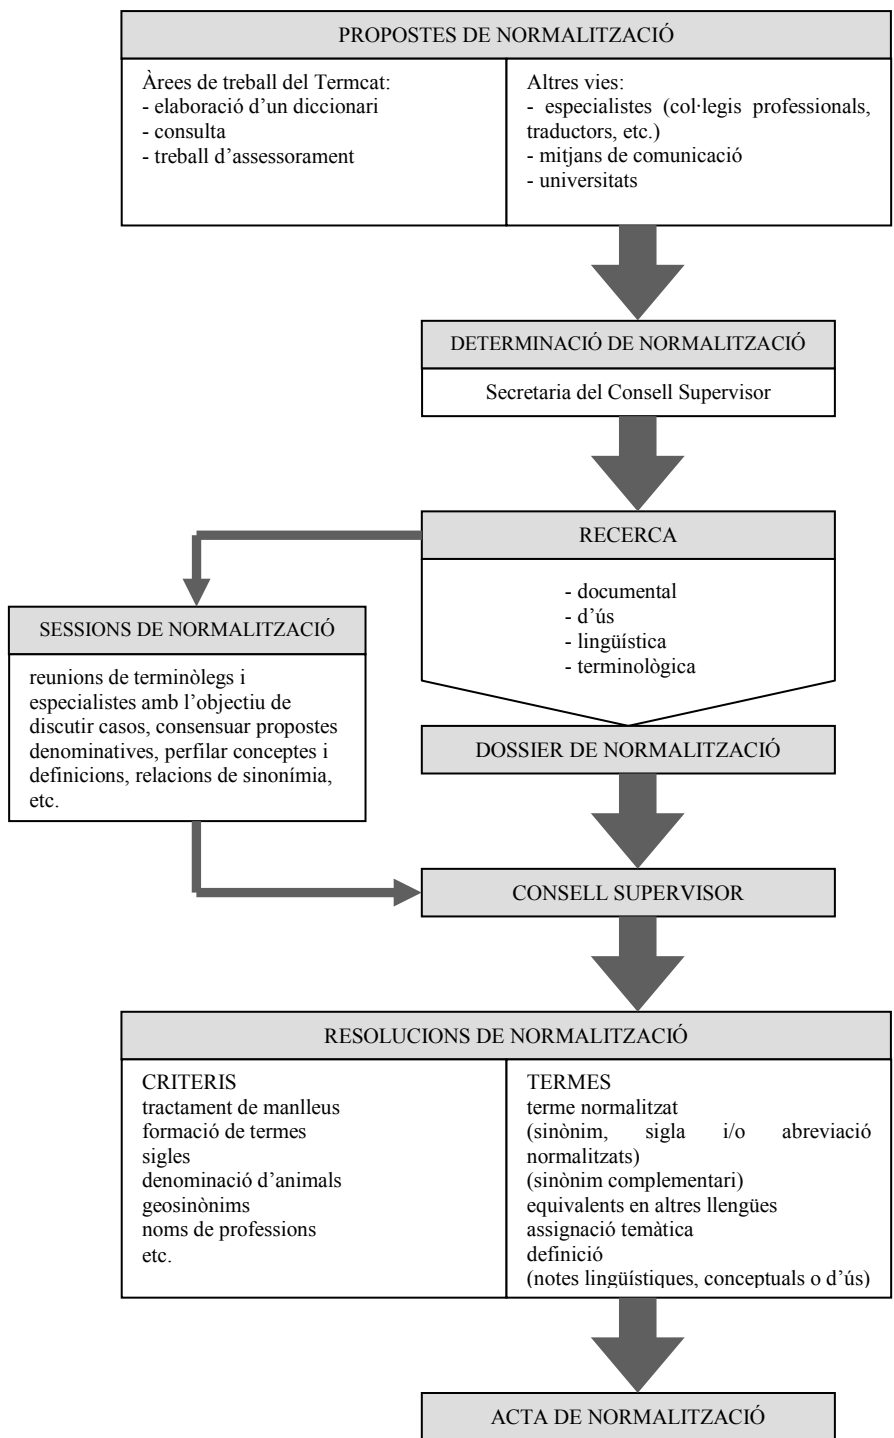 PROPOSTES DE NORMALITZACIÓ
Àrees de treball del Termcat:
- elaboració d’un diccionari
- consulta
- treball d’assessorament
Altres vies:
- especialistes (col·legis professionals,
traductors, etc.)
- mitjans de comunicació
- universitats
DETERMINACIÓ DE NORMALITZACIÓ
Secretaria del Consell Supervisor
RECERCA
- documental
- d’ús
- lingüística
- terminològica
SESSIONS DE NORMALITZACIÓ
reunions de terminòlegs i
especialistes amb l’objectiu de
discutir casos, consensuar propostes
denominatives, perfilar conceptes i
definicions, relacions de sinonímia,
etc.
DOSSIER DE NORMALITZACIÓ
CONSELL SUPERVISOR
RESOLUCIONS DE NORMALITZACIÓ
CRITERIS
tractament de manlleus
formació de termes
sigles
denominació d’animals
geosinònims
noms de professions
etc.
TERMES
terme normalitzat
(sinònim, sigla i/o abreviació
normalitzats)
(sinònim complementari)
equivalents en altres llengües
assignació temàtica
definició
(notes lingüístiques, conceptuals o d’ús)
ACTA DE NORMALITZACIÓ